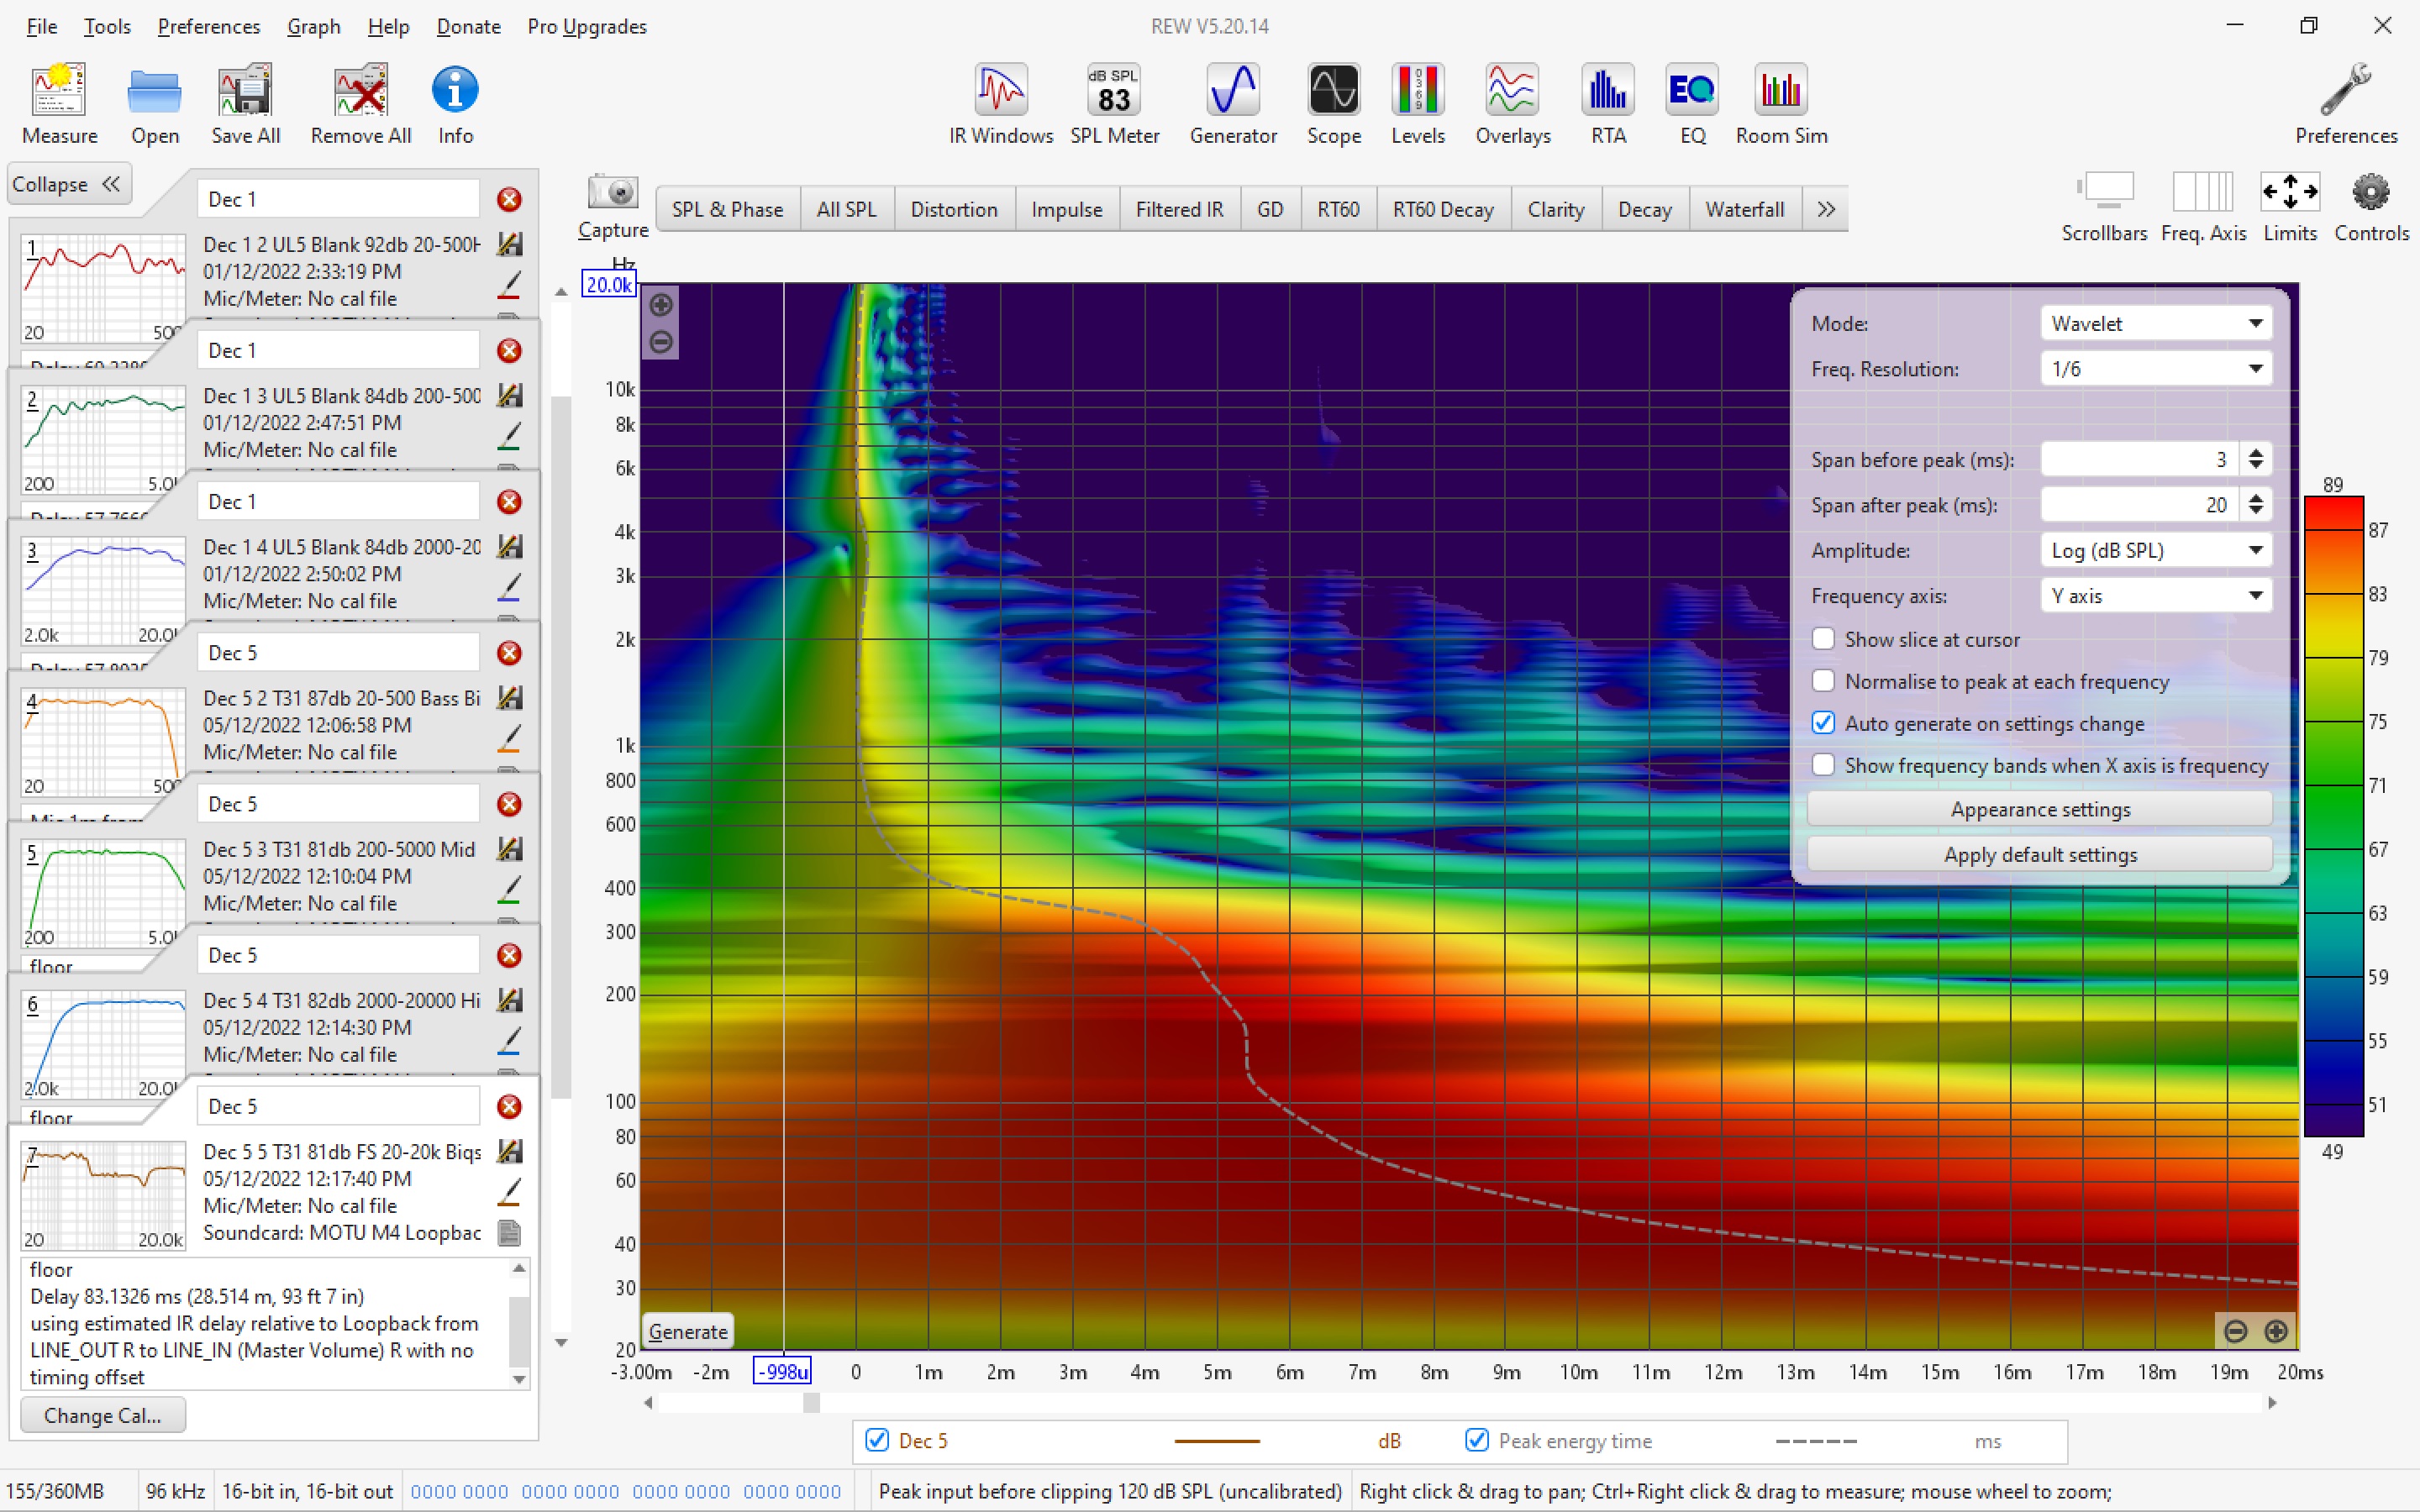 File Tools Preferences Graph Help Donate Pro Upgrades
REW V5.20.14
Measure Open Save All Remove All Info
dB SPL
83
EQ
IR Windows SPL Meter Generator Scope Levels Overlays RTA EQ Room Sim
Preferences
Collapse
Capture
SPL & Phase All SPL Distortion Impulse Filtered IR GD RT60 RT60 Decay Clarity Decay Waterfall
Scrollbars Freq. Axis Limits Controls
Dec 1
1
20 500
Dec 1 2 UL5 Blank 92db 20-500H
01/12/2022 2:33:19 PM
Mic/Meter: No cal file
Dec 1
2
200 5.0
Dec 1 3 UL5 Blank 84db 200-500
01/12/2022 2:47:51 PM
Mic/Meter: No cal file
Dec 1
3
2.0k 20.0
Dec 1 4 UL5 Blank 84db 2000-20
01/12/2022 2:50:02 PM
Mic/Meter: No cal file
Dec 5
4
20 500
Dec 5 2 T31 87db 20-500 Bass Bi
05/12/2022 12:06:58 PM
Mic/Meter: No cal file
Dec 5
5
200 5.0
Dec 5 3 T31 81db 200-5000 Mid
05/12/2022 12:10:04 PM
Mic/Meter: No cal file
floor
Dec 5
6
2.0k 20.0
Dec 5 4 T31 82db 2000-20000 Hi
05/12/2022 12:14:30 PM
Mic/Meter: No cal file
floor
Dec 5
7
20 20.0k
Dec 5 5 T31 81db FS 20-20k Biqs
05/12/2022 12:17:40 PM
Mic/Meter: No cal file
Soundcard: MOTU M4 Loopbac
floor
Delay 83.1326 ms (28.514 m, 93 ft 7 in)
using estimated IR delay relative to Loopback from
LINE_OUT R to LINE_IN (Master Volume) R with no
timing offset
Change Cal...
Hz
20.0k
10k
8k
6k
4k
3k
2k
1k
800
600
400
300
200
100
80
60
40
30
20
Generate
-3.00m -2m -998u 0 1m 2m 3m 4m 5m 6m 7m 8m 9m 10m 11m 12m 13m 14m 15m 16m 17m 18m 19m 20ms
Mode: Wavelet
Freq. Resolution: 1/6
Span before peak (ms): 3
Span after peak (ms): 20
Amplitude: Log (dB SPL)
Frequency axis: Y axis
Show slice at cursor
Normalise to peak at each frequency
Auto generate on settings change
Show frequency bands when X axis is frequency
Appearance settings
Apply default settings
89
87
83
79
75
71
67
63
59
55
51
49
Dec 5 dB Peak energy time ms
155/360MB 96 kHz 16-bit in, 16-bit out 0000 0000 0000 0000 0000 0000 0000 0000 Peak input before clipping 120 dB SPL (uncalibrated) Right click & drag to pan; Ctrl+Right click & drag to measure; mouse wheel to zoom;